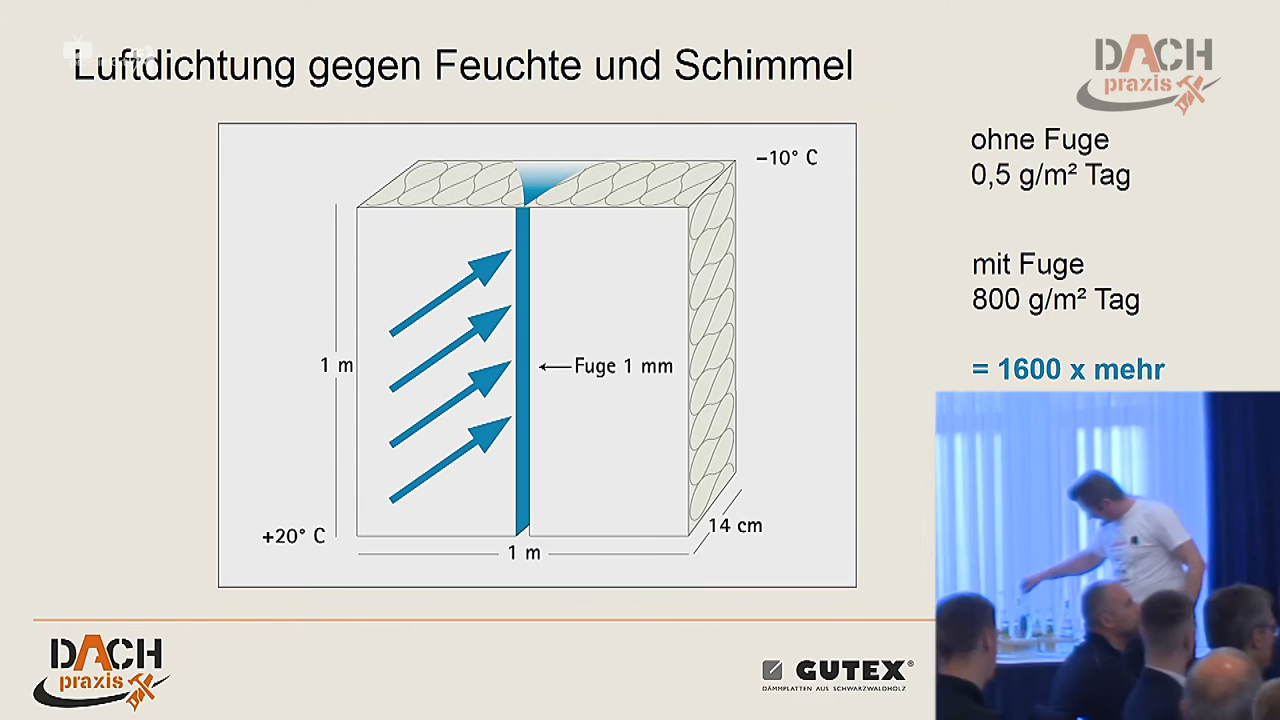 Luftdichtung gegen Feuchte und Schimmel
DACH
praxis
ohne Fuge
0,5 g/m² Tag
mit Fuge
800 g/m² Tag
= 1600 x mehr
–10° C
1 m
Fuge 1 mm
+20° C
14 cm
1 m
DACH
praxis
GUTEX®
DÄMMPLATTEN AUS SCHWARZWALDHOLZ